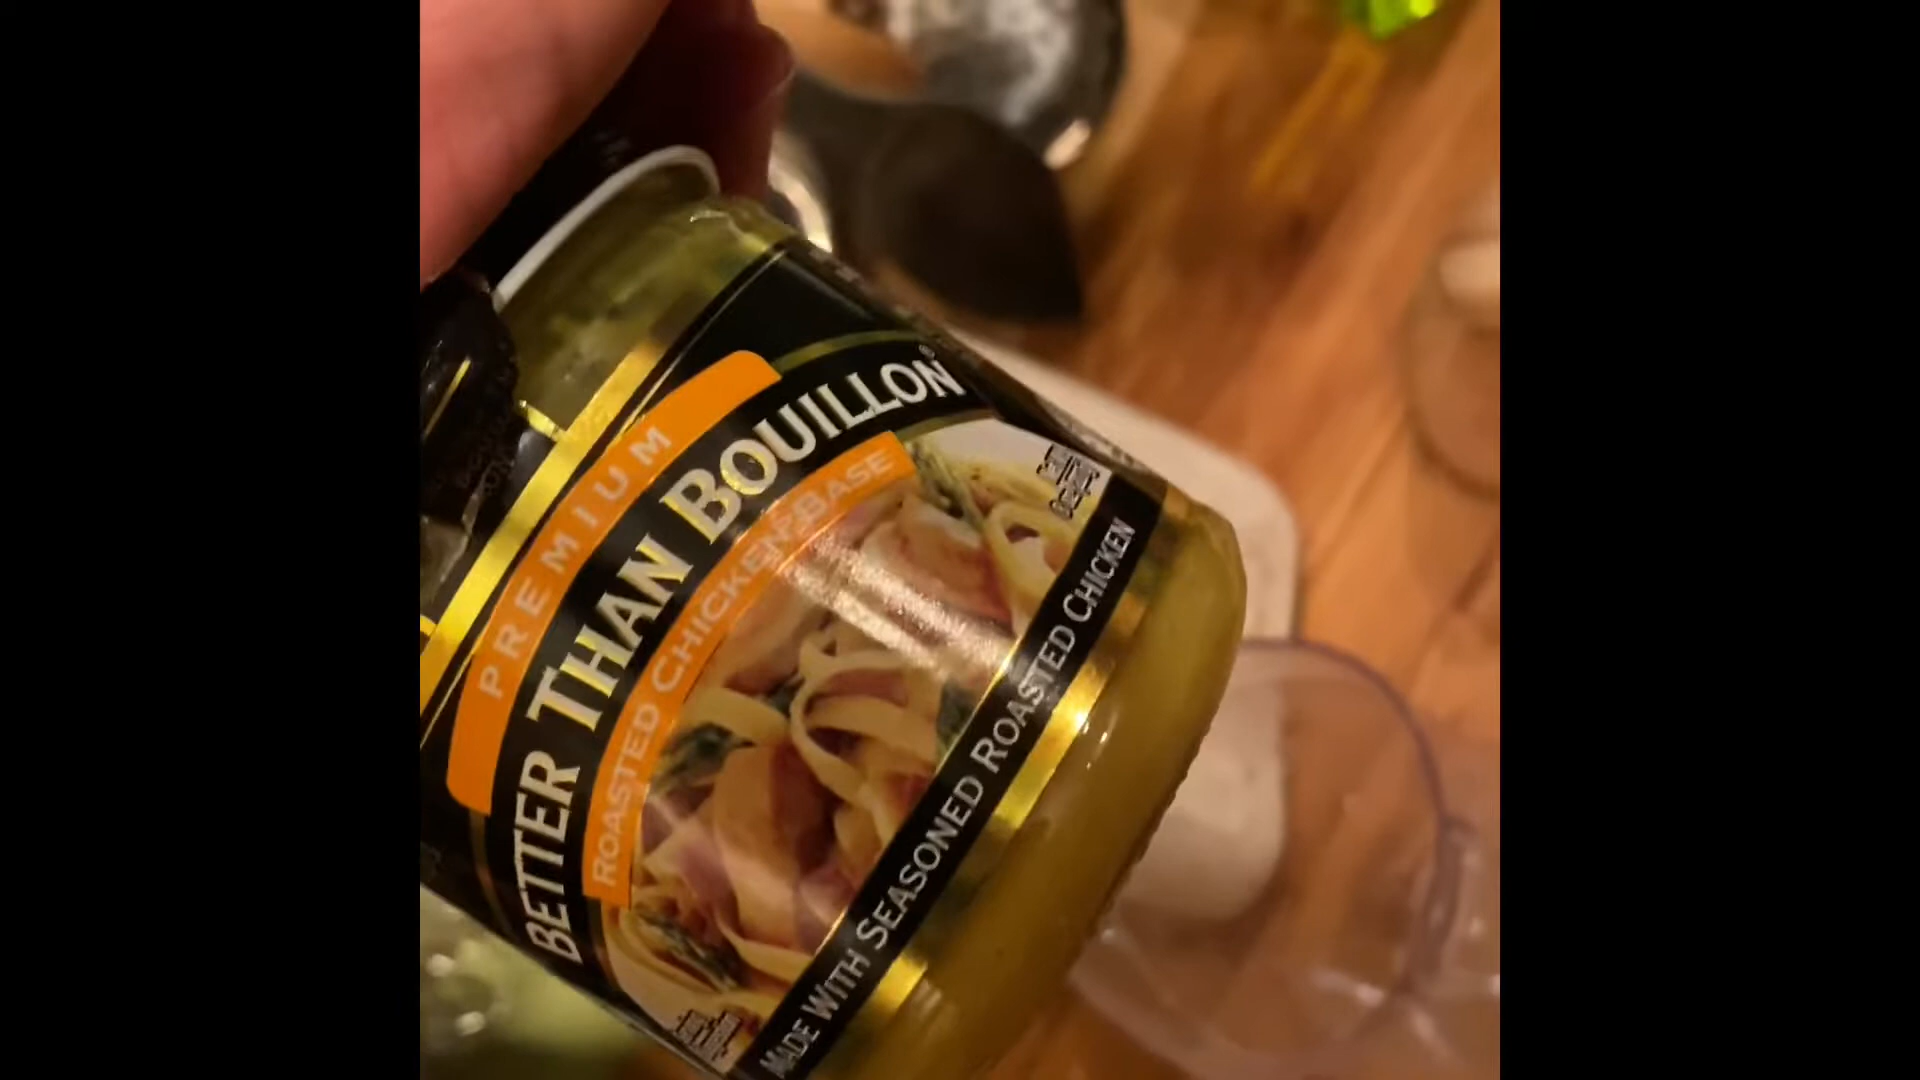 PREMIUM
BETTER THAN BOUILLON®
ROASTED CHICKEN BASE
MADE WITH SEASONED ROASTED CHICKEN